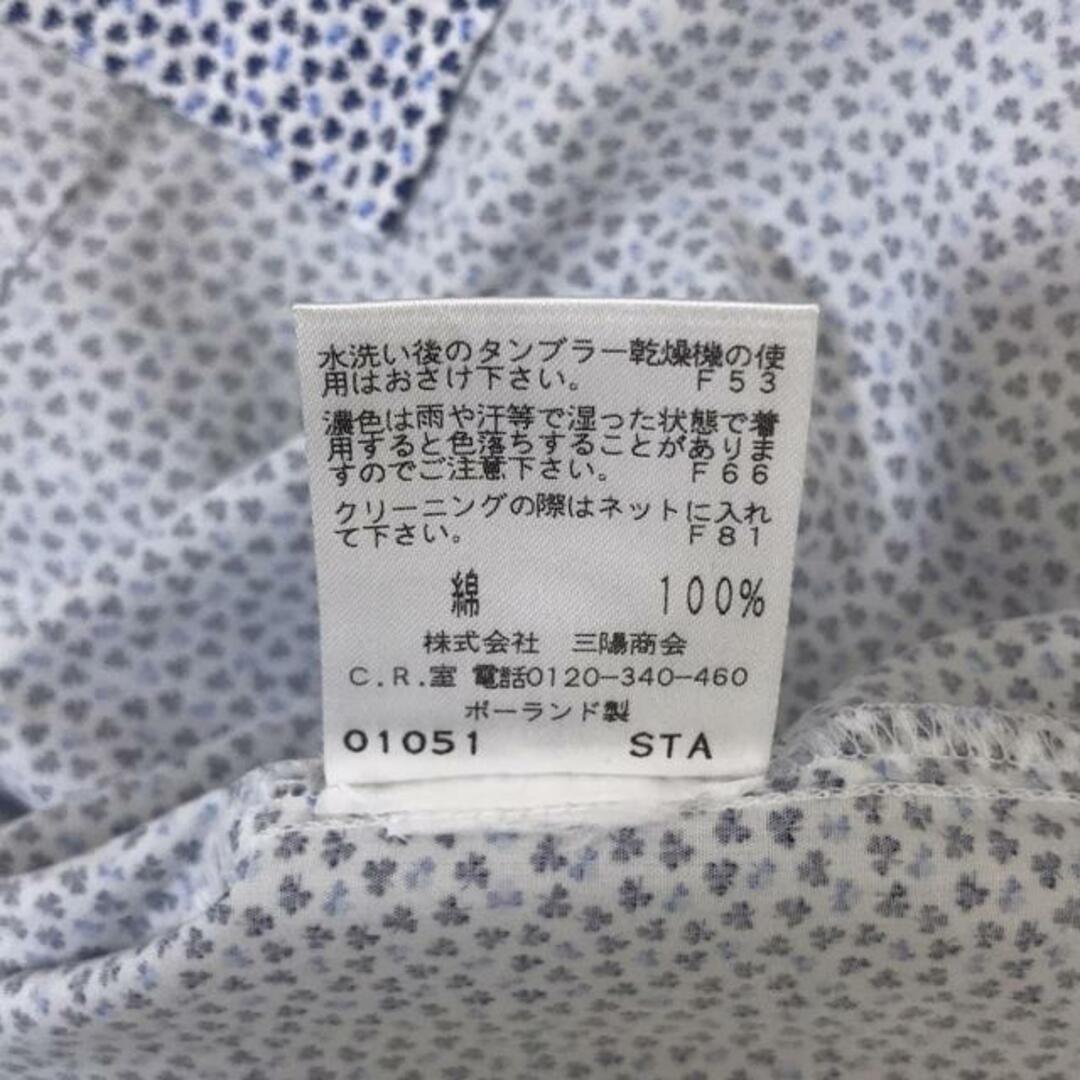 水洗い後のタンブラー乾燥機の使
用はおさけ下さい。 F53
濃色は雨や汗等で湿った状態で着
用すると色落ちすることがありま
すのでご注意下さい。 F66
クリーニングの際はネットに入れ
て下さい。 F81
綿 100%
株式会社 三陽商会
C.R.室 電話0120-340-460
ポーランド製
01051 STA